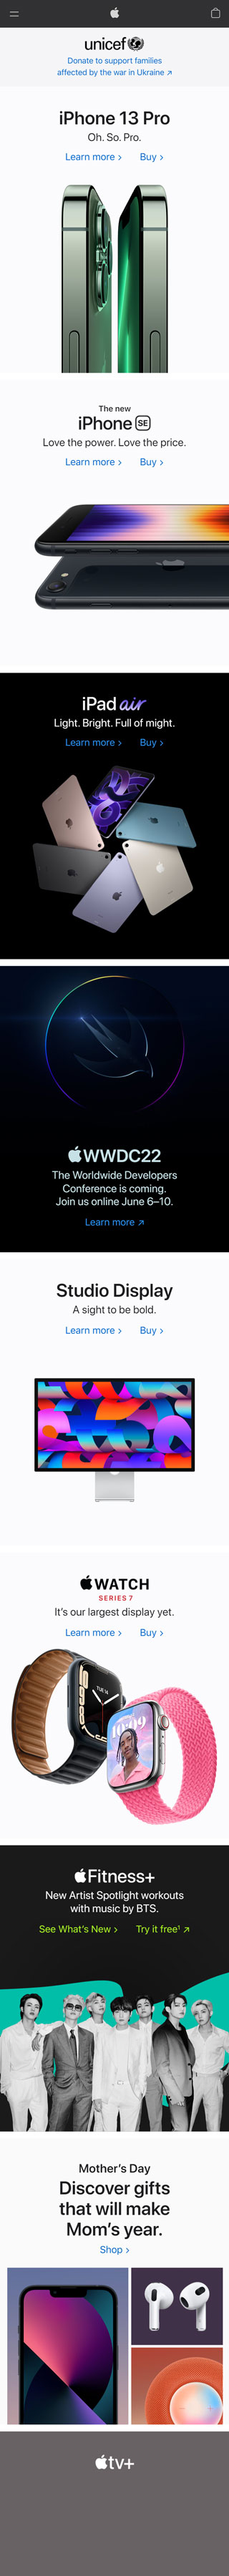 unicef
Donate to support families
affected by the war in Ukraine ↗
iPhone 13 Pro
Oh. So. Pro.
Learn more > Buy >
The new
iPhone SE
Love the power. Love the price.
Learn more > Buy >
iPad air
Light. Bright. Full of might.
Learn more > Buy >
WWDC22
The Worldwide Developers
Conference is coming.
Join us online June 6–10.
Learn more ↗
Studio Display
A sight to be bold.
Learn more > Buy >
WATCH
SERIES 7
It’s our largest display yet.
Learn more > Buy >
TUE 14
Fitness+
New Artist Spotlight workouts
with music by BTS.
See What’s New > Try it free¹ ↗
Mother’s Day
Discover gifts
that will make
Mom’s year.
Shop >
tv+